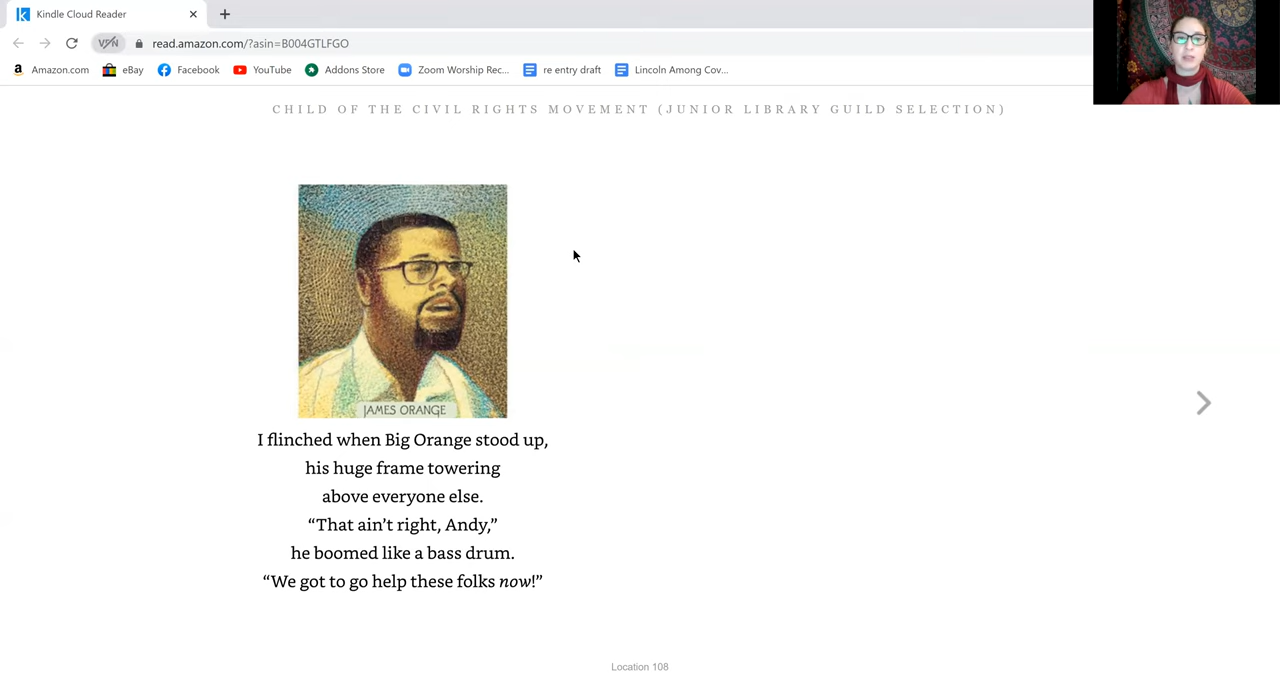 Kindle Cloud Reader
read.amazon.com/?asin=B004GTLFGO
VPN
Amazon.com
eBay
Facebook
YouTube
Addons Store
Zoom Worship Rec...
re entry draft
Lincoln Among Cov...
CHILD OF THE CIVIL RIGHTS MOVEMENT (JUNIOR LIBRARY GUILD SELECTION)
JAMES ORANGE
I flinched when Big Orange stood up,
his huge frame towering
above everyone else.
“That ain’t right, Andy,”
he boomed like a bass drum.
“We got to go help these folks now!”
Location 108